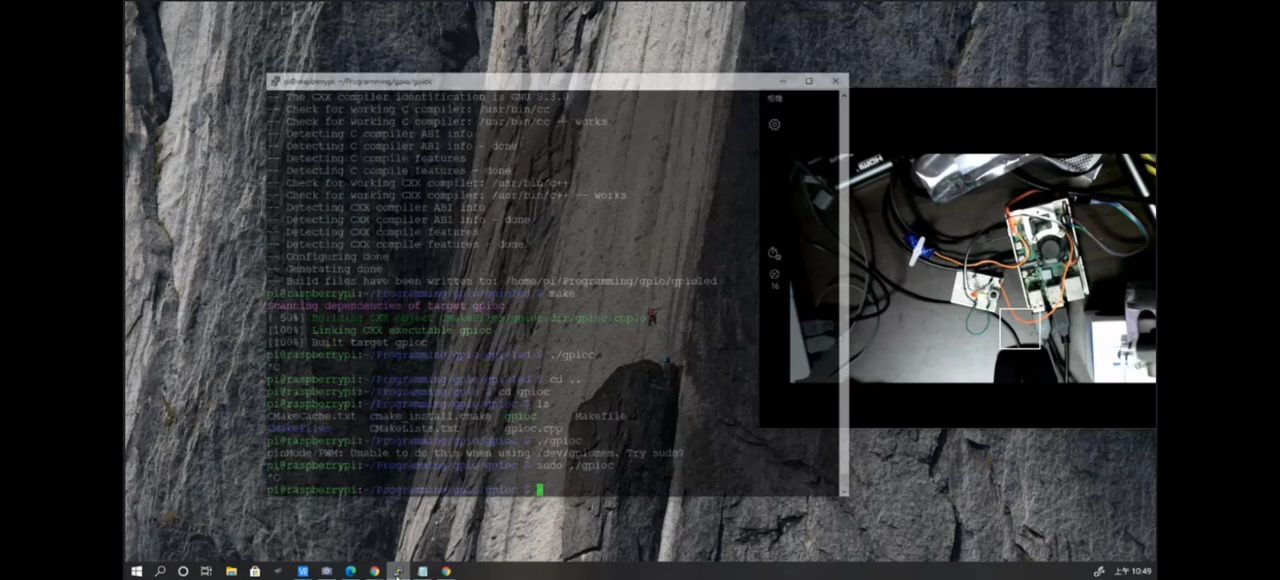 pi@raspberrypi: ~/Programming/gpio/gpioc
-- The CXX compiler identification is GNU 8.3.0
-- Check for working C compiler: /usr/bin/cc
-- Check for working C compiler: /usr/bin/cc -- works
-- Detecting C compiler ABI info
-- Detecting C compiler ABI info - done
-- Detecting C compile features
-- Detecting C compile features - done
-- Check for working CXX compiler: /usr/bin/c++
-- Check for working CXX compiler: /usr/bin/c++ -- works
-- Detecting CXX compiler ABI info
-- Detecting CXX compiler ABI info - done
-- Detecting CXX compile features
-- Detecting CXX compile features - done
-- Configuring done
-- Generating done
-- Build files have been written to: /home/pi/Programming/gpio/gpioled
pi@raspberrypi:~/Programming/gpio/gpioled $ make
Scanning dependencies of target gpioc
[ 50%] Building CXX object CMakeFiles/gpioc.dir/gpioc.cpp.o
[100%] Linking CXX executable gpioc
[100%] Built target gpioc
pi@raspberrypi:~/Programming/gpio/gpioled $ ./gpioc
^C
pi@raspberrypi:~/Programming/gpio/gpioled $ cd ..
pi@raspberrypi:~/Programming/gpio $ cd gpioc
pi@raspberrypi:~/Programming/gpio/gpioc $ ls
CMakeCache.txt cmake_install.cmake gpioc Makefile
CMakeFiles CMakeLists.txt gpioc.cpp
pi@raspberrypi:~/Programming/gpio/gpioc $ ./gpioc
pinMode PWM: Unable to do this when using /dev/gpiomem. Try sudo?
pi@raspberrypi:~/Programming/gpio/gpioc $ sudo ./gpioc
^C
pi@raspberrypi:~/Programming/gpio/gpioc $
相機
16
HDMI
上午 10:49